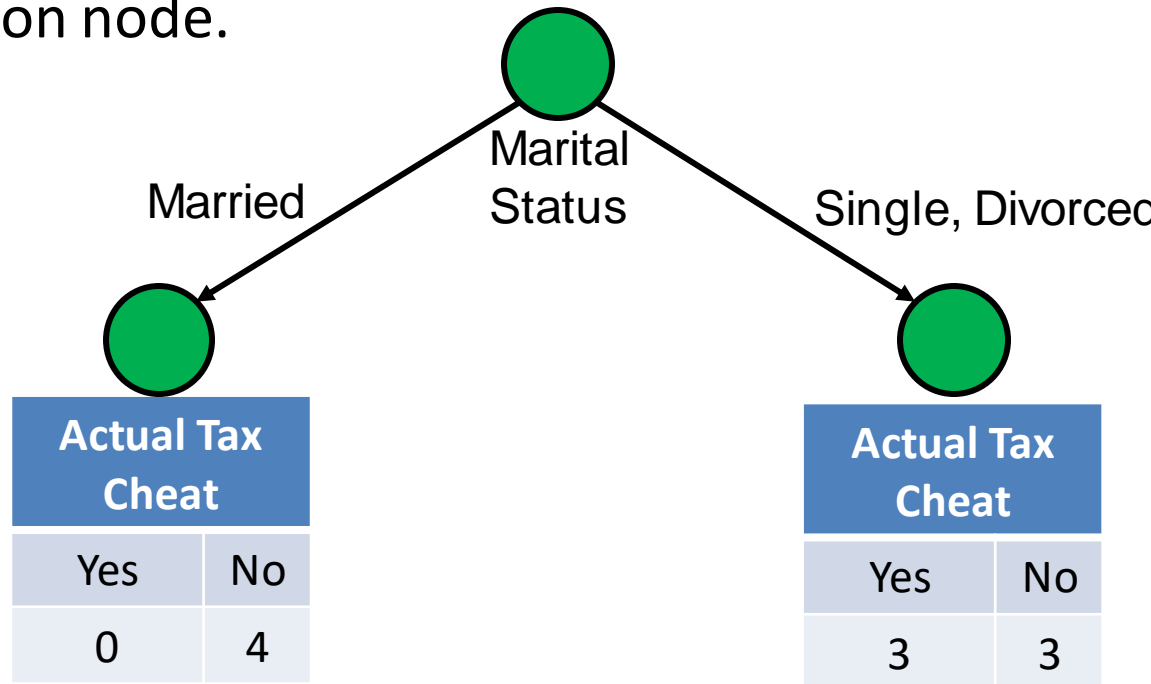 on node.
Marital
Status
Married
Single, Divorced
Actual Tax
Cheat
Yes No
0 4
Actual Tax
Cheat
Yes No
3 3